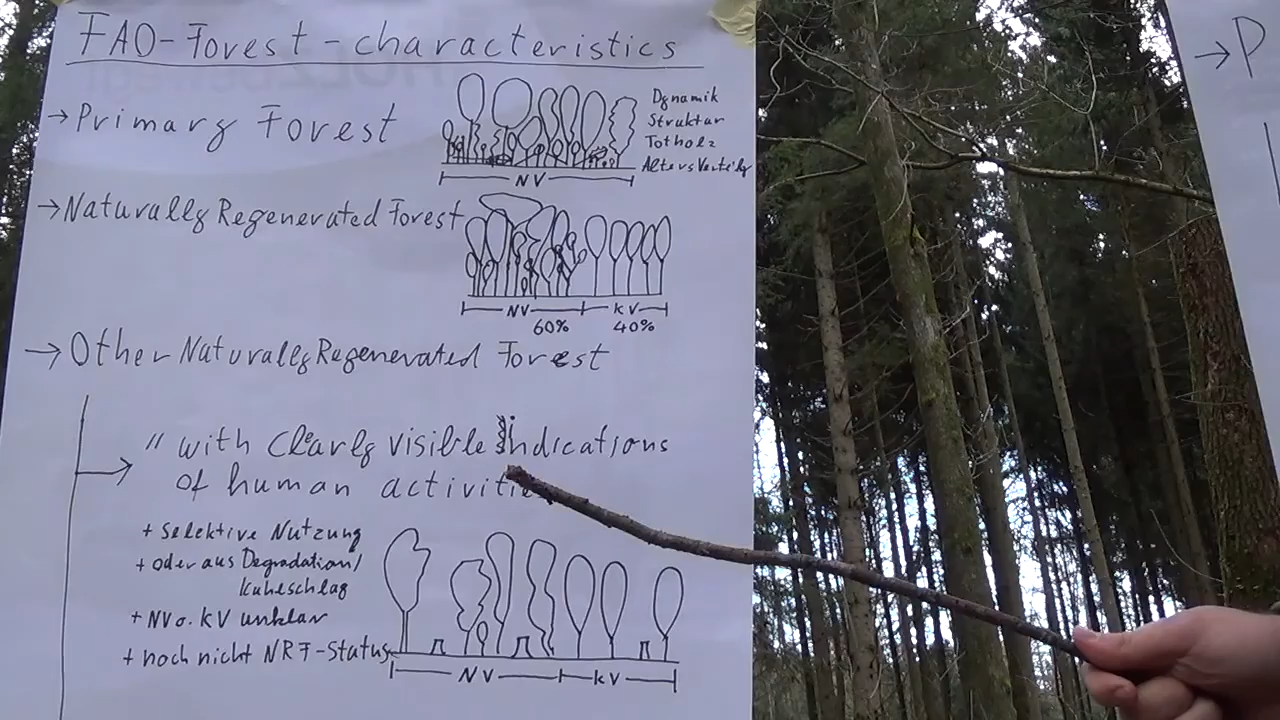 FAO-Forest-characteristics
→ Primary Forest
Dynamik
Struktur
Totholz
Altersverteilg
NV
→ Naturally Regenerated Forest
NV kV
60% 40%
→ Other Naturally Regenerated Forest
" with Clearly visible indications
of human activiti
+ selektive Nutzung
+ oder aus Degradation/
Kahlschlag
+ NV o. kV unklar
+ noch nicht NRF-Status
NV kV
→ P